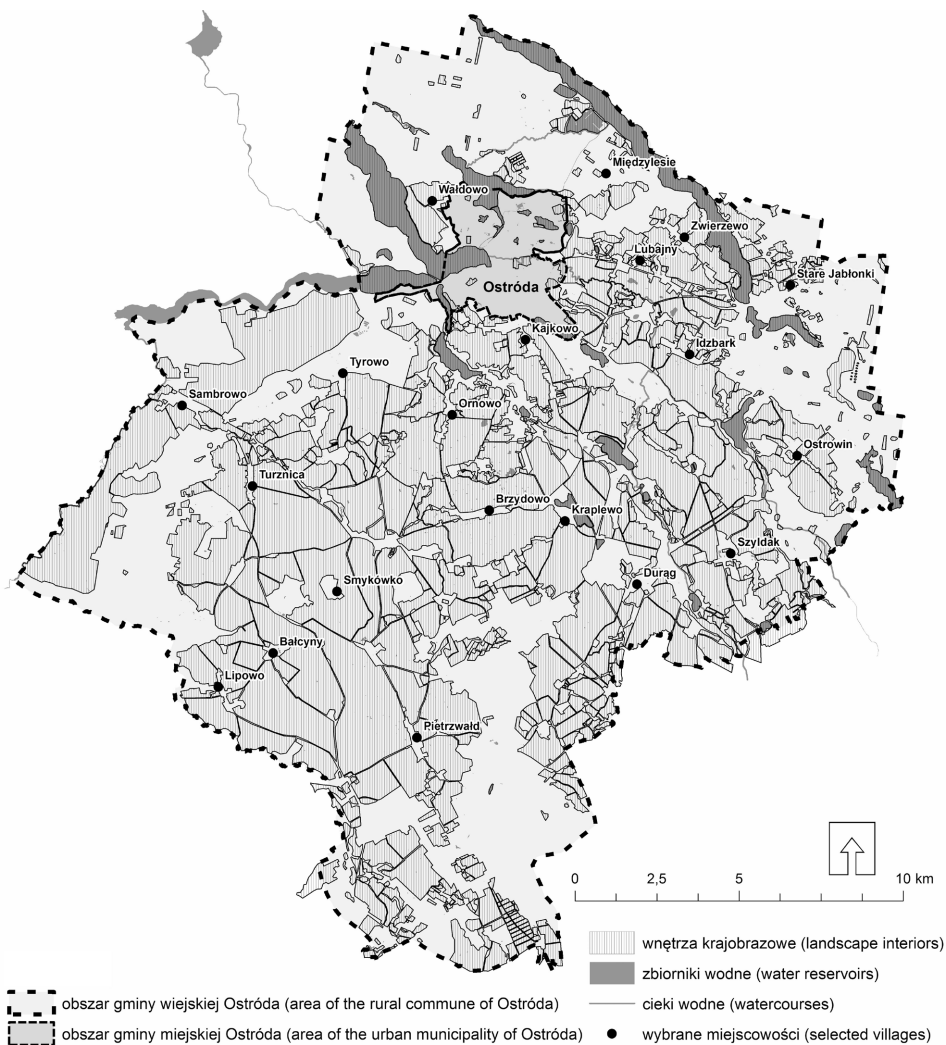 Międzylesie
Wałdowo
Zwierzewo
Lubajny
Stare Jabłonki
Ostróda
Kajkowo
Idzbark
Tyrowo
Sambrowo
Ornowo
Ostrowin
Turznica
Brzydowo
Kraplewo
Szyldak
Durąg
Smykówko
Bałcyny
Lipowo
Pietrzwałd
0 2,5 5 10 km
wnętrza krajobrazowe (landscape interiors)
zbiorniki wodne (water reservoirs)
obszar gminy wiejskiej Ostróda (area of the rural commune of Ostróda)
cieki wodne (watercourses)
obszar gminy miejskiej Ostróda (area of the urban municipality of Ostróda)
wybrane miejscowości (selected villages)